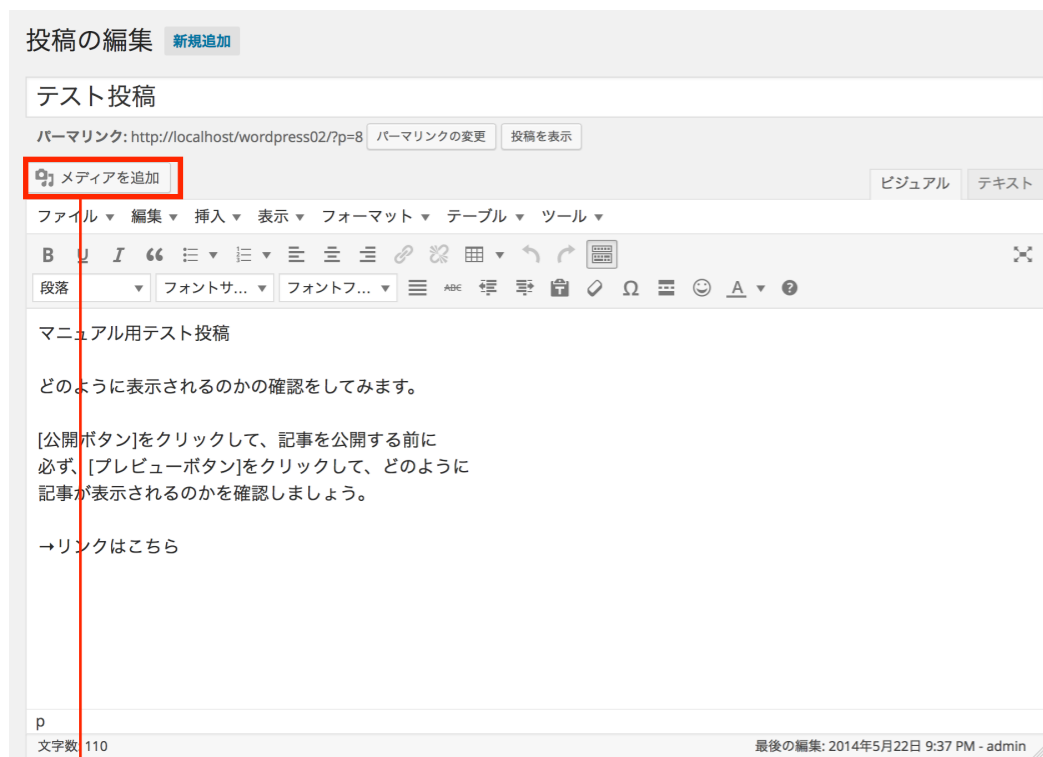 投稿の編集 新規追加
テスト投稿
パーマリンク: http://localhost/wordpress02/?p=8 パーマリンクの変更 投稿を表示
メディアを追加 ビジュアル テキスト
ファイル ▼ 編集 ▼ 挿入 ▼ 表示 ▼ フォーマット ▼ テーブル ▼ ツール ▼
B U I
段落 ▼ フォントサ... ▼ フォントフ... ▼ ABC T Ω A ▼ ?
マニュアル用テスト投稿
どのように表示されるのかの確認をしてみます。
[公開ボタン]をクリックして、記事を公開する前に
必ず、[プレビューボタン]をクリックして、どのように
記事が表示されるのかを確認しましょう。
→リンクはこちら
p
文字数: 110 最後の編集: 2014年5月22日 9:37 PM - admin